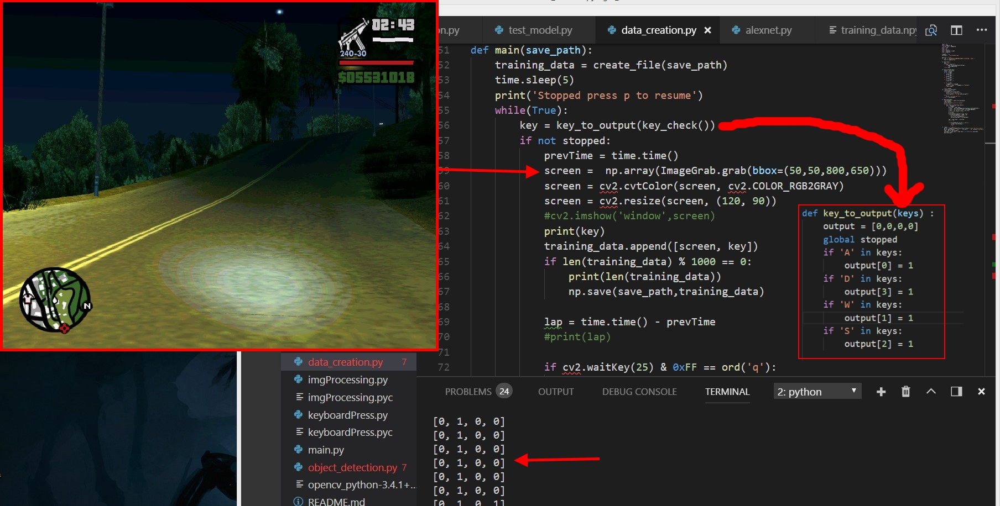 02:43
240-30
$05531018
N
on.py
test_model.py
data_creation.py
alexnet.py
training_data.npy
51 def main(save_path):
52 training_data = create_file(save_path)
53 time.sleep(5)
54 print('Stopped press p to resume')
55 while(True):
56 key = key_to_output(key_check())
57 if not stopped:
58 prevTime = time.time()
59 screen =  np.array(ImageGrab.grab(bbox=(50,50,800,650)))
60 screen = cv2.cvtColor(screen, cv2.COLOR_RGB2GRAY)
61 screen = cv2.resize(screen, (120, 90))
62 #cv2.imshow('window',screen)
63 print(key)
64 training_data.append([screen, key])
65 if len(training_data) % 1000 == 0:
66 print(len(training_data))
67 np.save(save_path,training_data)
68
69 lap = time.time() - prevTime
70 #print(lap)
71
72 if cv2.waitKey(25) & 0xFF == ord('q'):
def key_to_output(keys) :
output = [0,0,0,0]
global stopped
if 'A' in keys:
output[0] = 1
if 'D' in keys:
output[3] = 1
if 'W' in keys:
output[1] = 1
if 'S' in keys:
output[2] = 1
data_creation.py 7
imgProcessing.py
imgProcessing.pyc
keyboardPress.py
keyboardPress.pyc
main.py
object_detection.py 7
opencv_python-3.4.1+...
README.md
PROBLEMS 24 OUTPUT DEBUG CONSOLE TERMINAL 2: python
[0, 1, 0, 0]
[0, 1, 0, 0]
[0, 1, 0, 0]
[0, 1, 0, 0]
[0, 1, 0, 0]
[0, 1, 0, 0]
[0, 1, 0, 1]